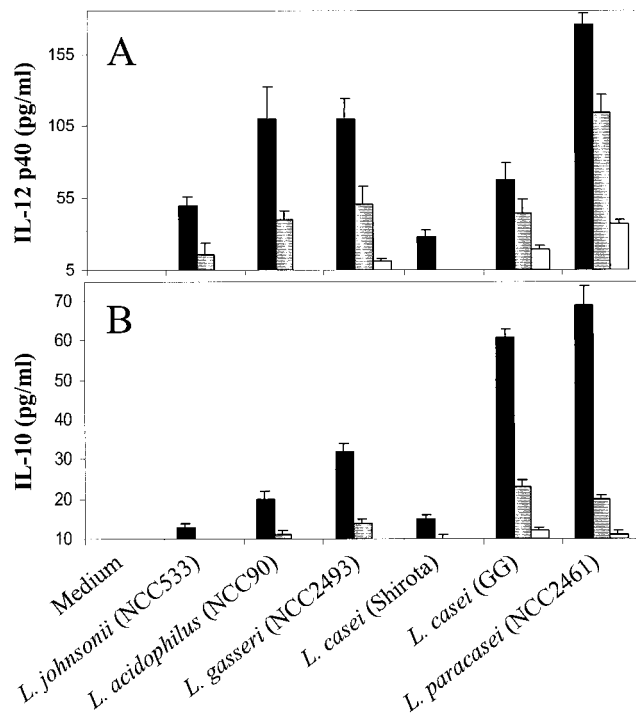 A
IL-12 p40 (pg/ml)
155
105
55
5
B
IL-10 (pg/ml)
70
60
50
40
30
20
10
Medium
L. johnsonii (NCC533)
L. acidophilus (NCC90)
L. gasseri (NCC2493)
L. casei (Shirota)
L. casei (GG)
L. paracasei (NCC2461)